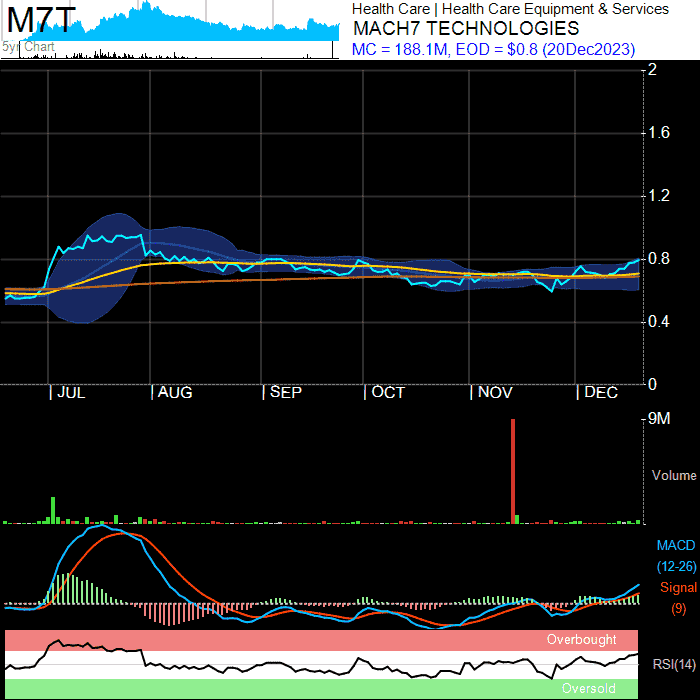 M7T
5yr Chart
Health Care | Health Care Equipment & Services
MACH7 TECHNOLOGIES
MC = 188.1M, EOD = $0.8 (20Dec2023)
2
1.6
1.2
0.8
0.4
0
| JUL | AUG | SEP | OCT | NOV | DEC
9M
Volume
MACD
(12-26)
Signal
(9)
Overbought
RSI(14)
Oversold